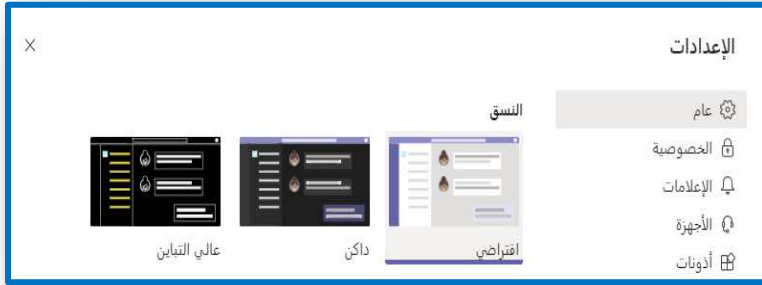 الإعدادات
عام
الخصوصية
الإعلامات
الأجهزة
أذونات
النسق
افتراضي
داكن
عالي التباين